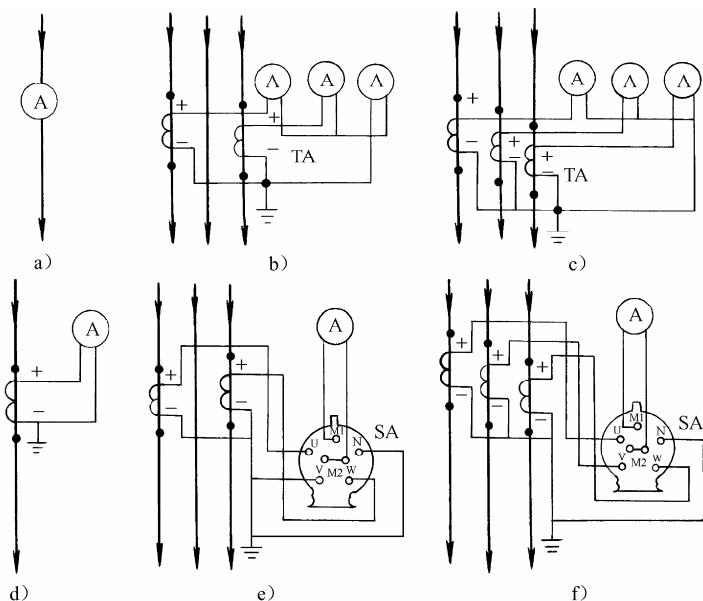 A
a）
+
−
+
−
Λ
A
Λ
TA
b）
+
−
+
−
+
−
A
Λ
Λ
TA
c）
+
−
A
d）
+
−
+
−
A
M1
U
N
SA
V
M2
W
e）
+
−
+
−
+
−
A
M1
U
N
SA
V
M2
W
f）